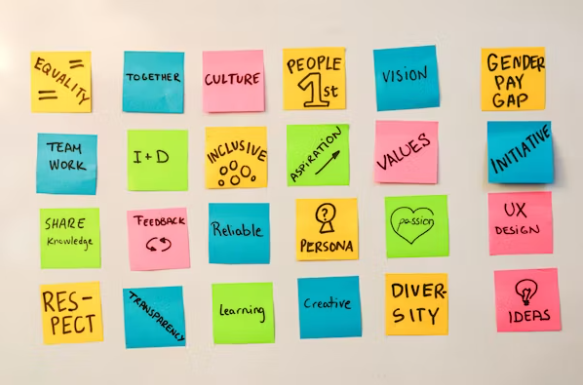 EQUALITY
TOGETHER
CULTURE
PEOPLE
1st
VISION
GENDER
PAY
GAP
TEAM
WORK
I+D
INCLUSIVE
ASPIRATION
VALUES
INITIATIVE
SHARE
Knowledge
FEEDBACK
Reliable
?
PERSONA
passion
UX
DESIGN
RES-
PECT
TRANSPARENCY
Learning
Creative
DIVER-
SITY
IDEAS